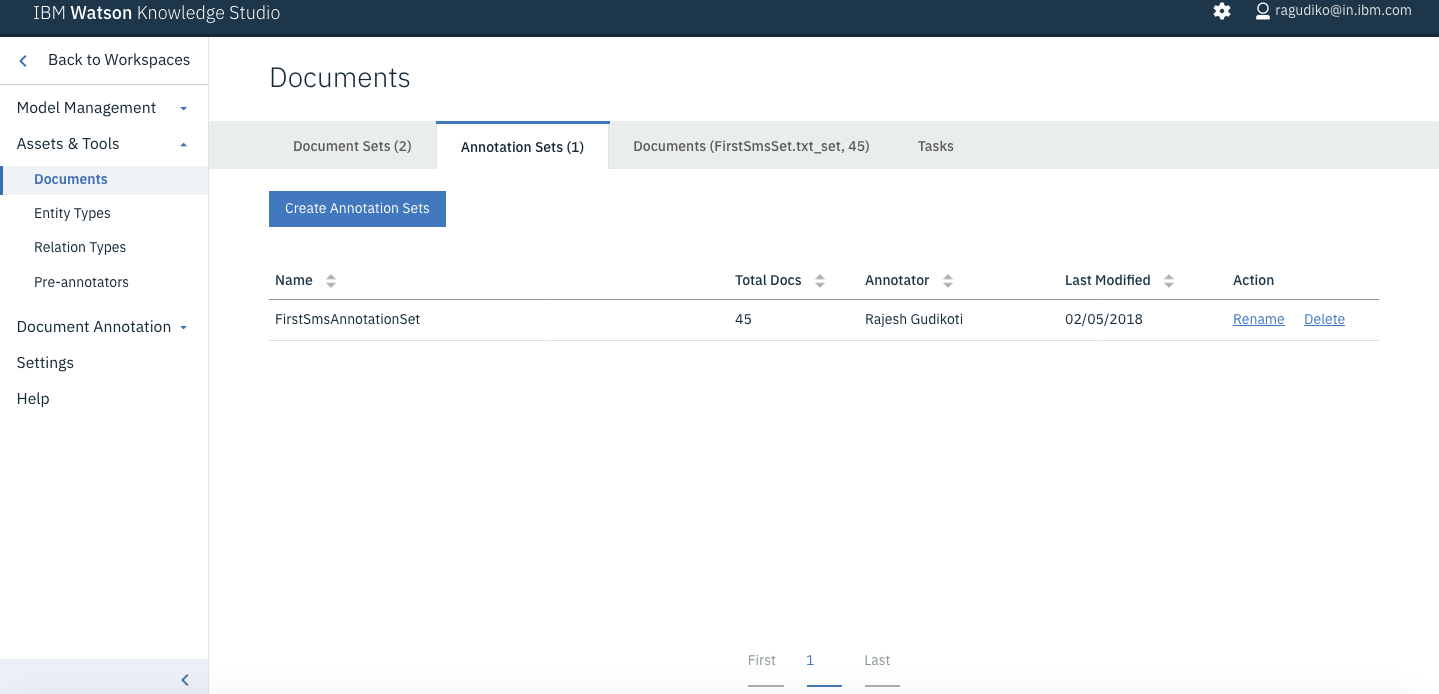 IBM Watson Knowledge Studio
ragudiko@in.ibm.com
Back to Workspaces
Model Management
Assets & Tools
Documents
Entity Types
Relation Types
Pre-annotators
Document Annotation
Settings
Help
Documents
Document Sets (2) Annotation Sets (1) Documents (FirstSmsSet.txt_set, 45) Tasks
Create Annotation Sets
Name Total Docs Annotator Last Modified Action
FirstSmsAnnotationSet 45 Rajesh Gudikoti 02/05/2018 Rename Delete
First 1 Last